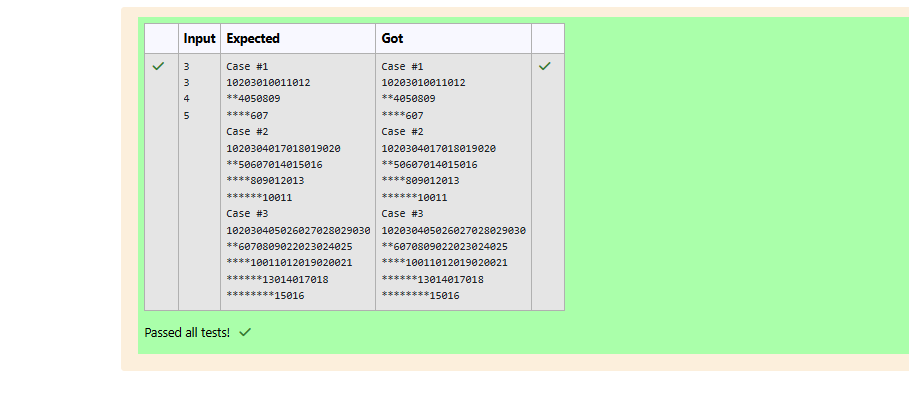 Input Expected Got
3 Case #1 Case #1
3 10203010011012 10203010011012
4 **4050809 **4050809
5 ****607 ****607
Case #2 Case #2
1020304017018019020 1020304017018019020
**50607014015016 **50607014015016
****809012013 ****809012013
******10011 ******10011
Case #3 Case #3
102030405026027028029030 102030405026027028029030
**6070809022023024025 **6070809022023024025
****10011012019020021 ****10011012019020021
******13014017018 ******13014017018
********15016 ********15016
Passed all tests!